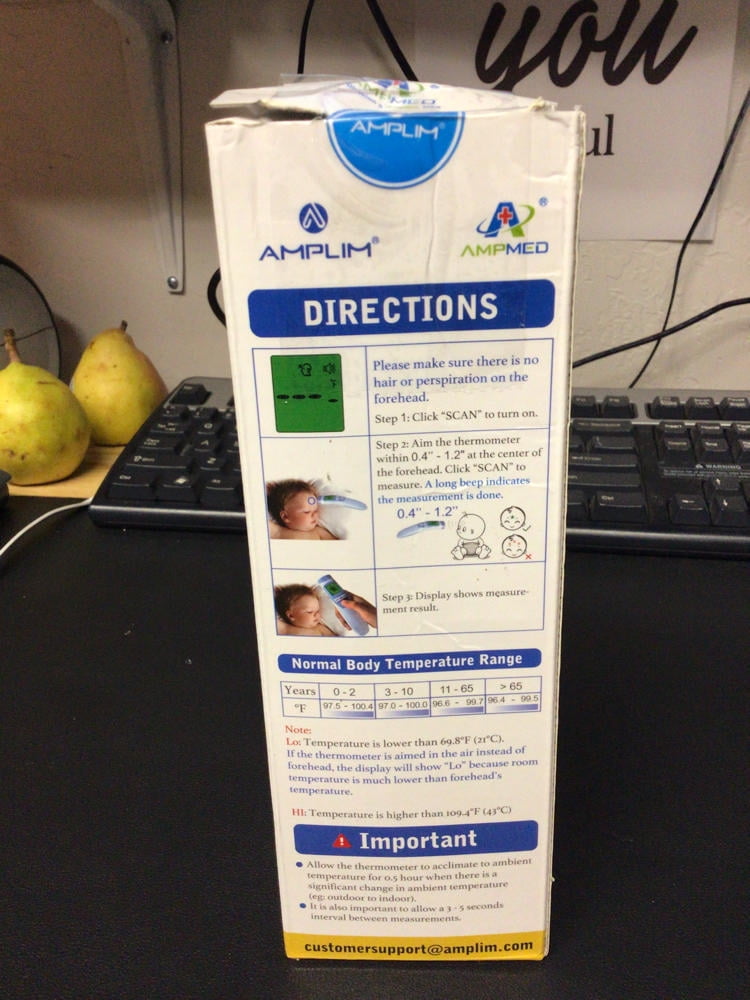 you
ul
AMPMED
AMPLIM®
AMPLIM®
®
AMPMED
DIRECTIONS
°F
Please make sure there is no
hair or perspiration on the
forehead.
Step 1: Click “SCAN” to turn on.
Step 2: Aim the thermometer
within 0.4" - 1.2" at the center of
the forehead. Click “SCAN” to
measure. A long beep indicates
the measurement is done.
0.4" - 1.2"
Step 3: Display shows measure-
ment result.
Normal Body Temperature Range
Years 0 - 2 3 - 10 11 - 65 > 65
°F 97.5 - 100.4 97.0 - 100.0 96.6 - 99.7 96.4 - 99.5
Note:
Lo: Temperature is lower than 69.8°F (21°C).
If the thermometer is aimed in the air instead of
forehead, the display will show “Lo” because room
temperature is much lower than forehead's
temperature.
HI: Temperature is higher than 109.4°F (43°C)
Important
Allow the thermometer to acclimate to ambient
temperature for 0.5 hour when there is a
significant change in ambient temperature
(eg: outdoor to indoor).
It is also important to allow a 3 - 5 seconds
interval between measurements.
customersupport@amplim.com
WARNING